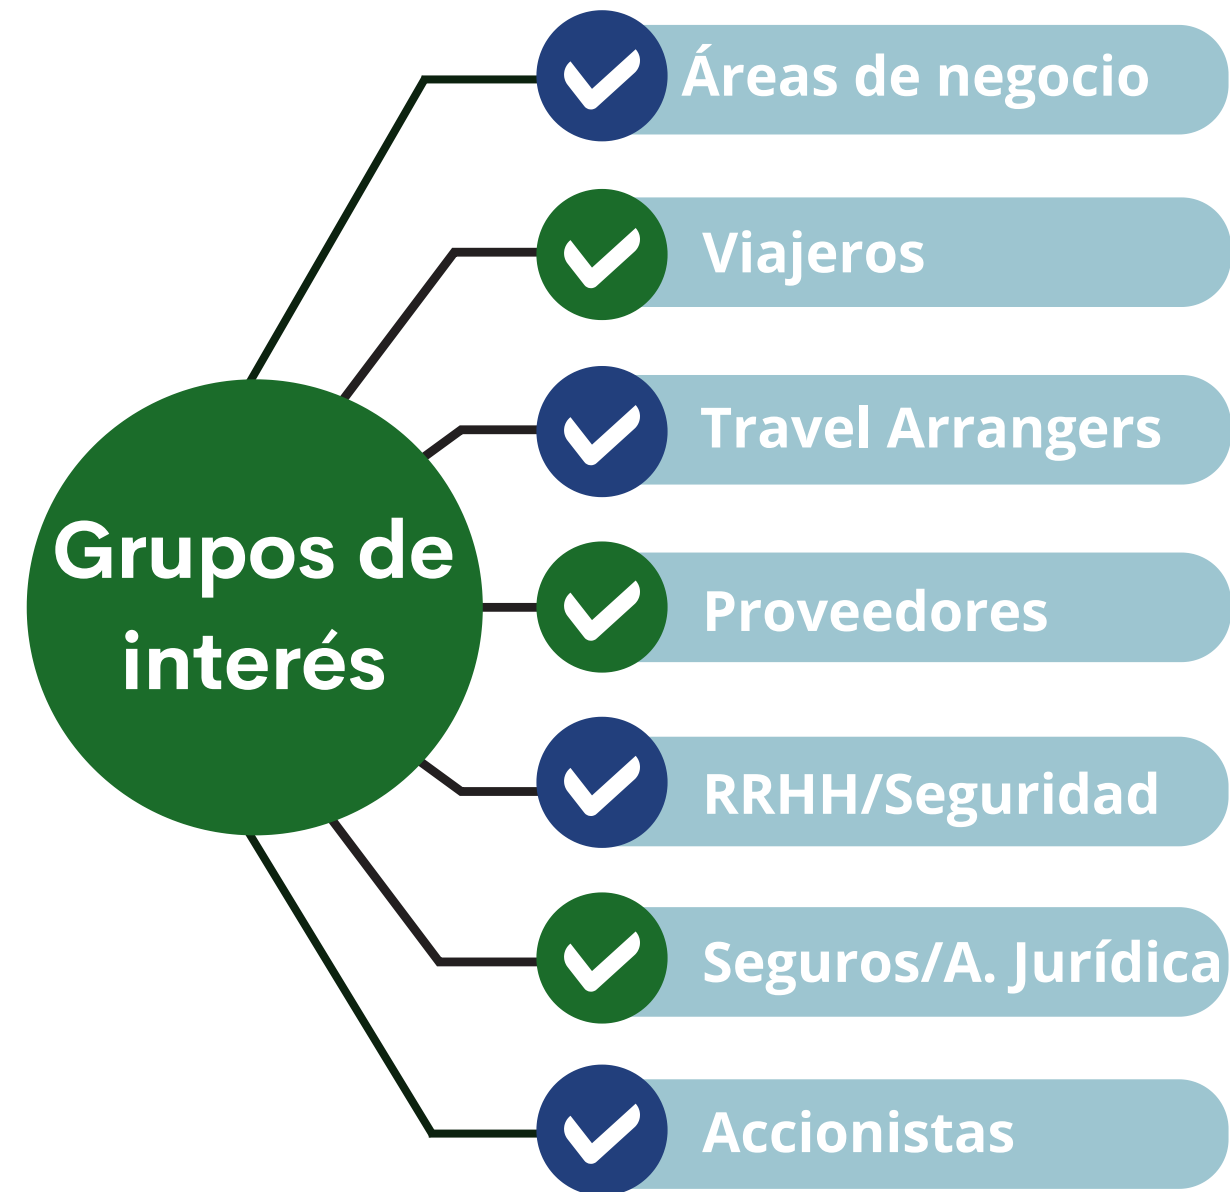 Grupos de
interés
Áreas de negocio
Viajeros
Travel Arrangers
Proveedores
RRHH/Seguridad
Seguros/A. Jurídica
Accionistas